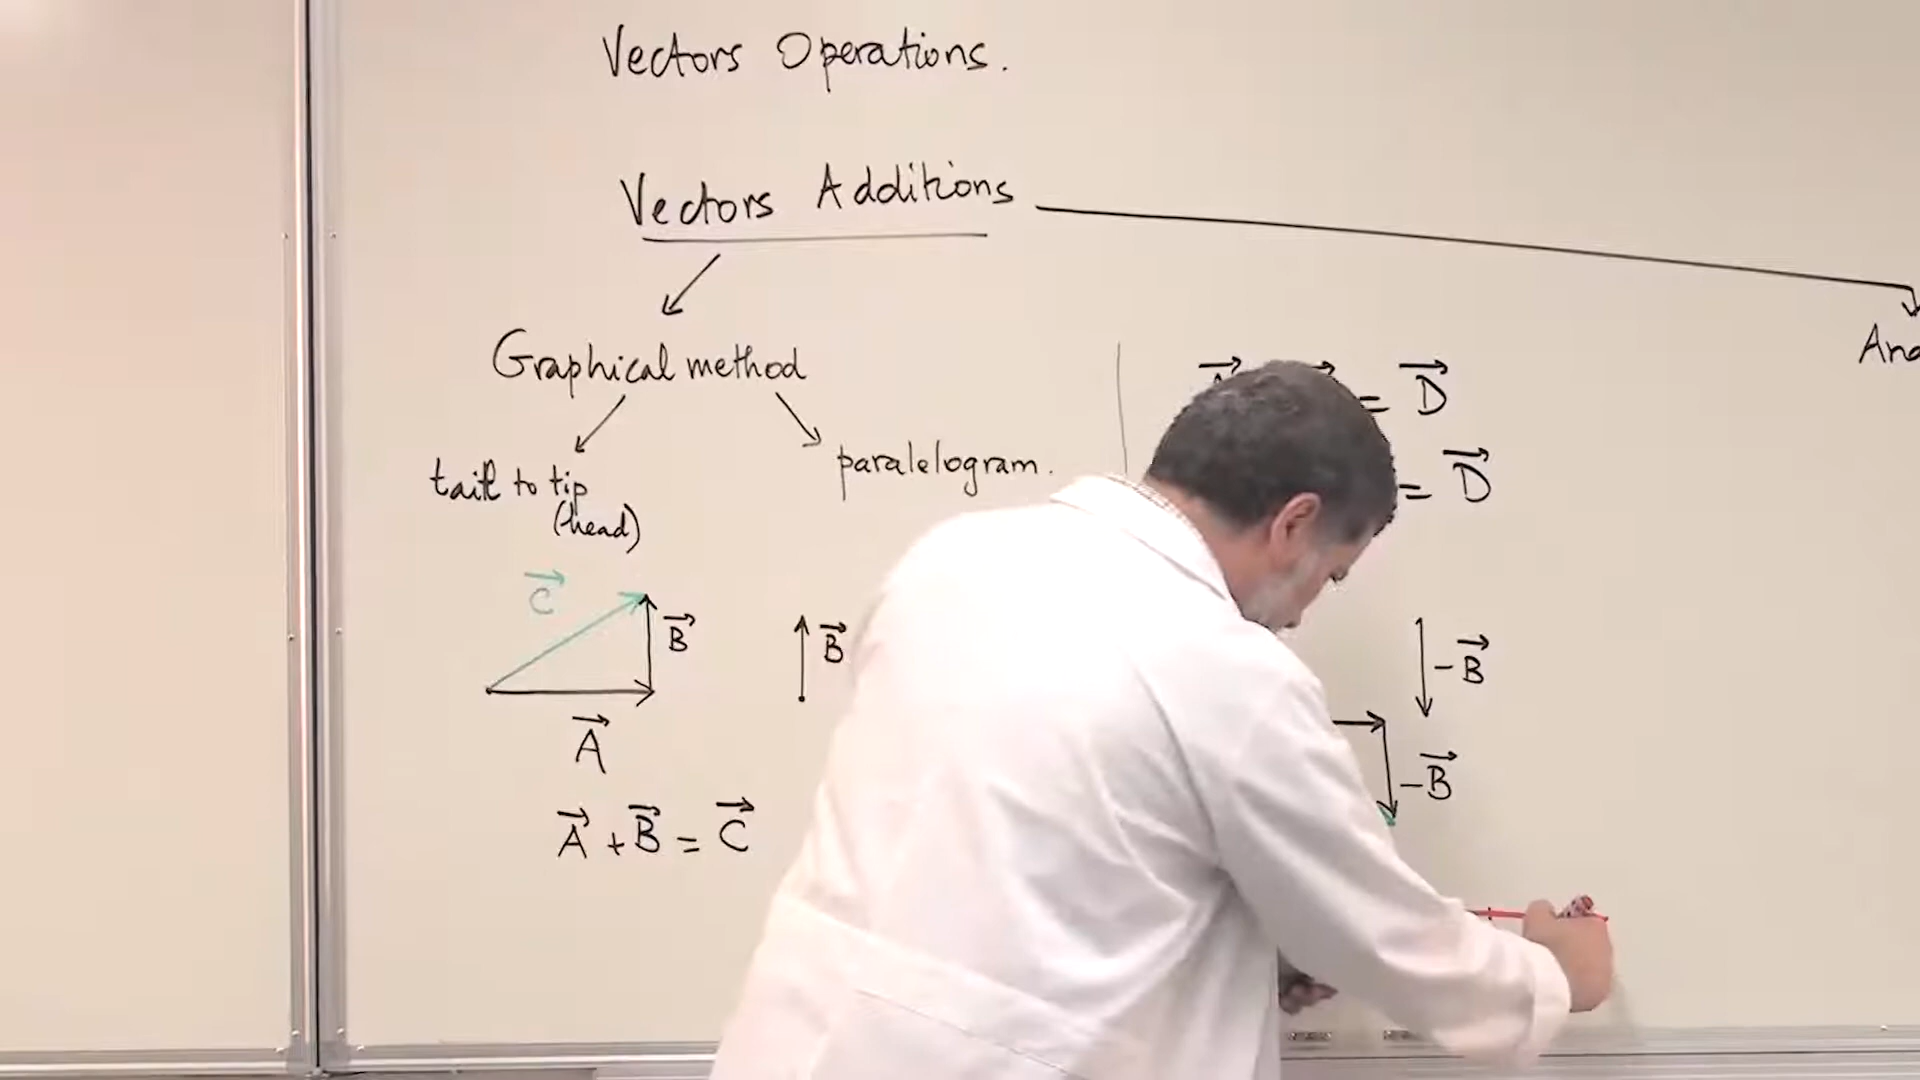 Vectors Operations.
Vectors Additions
Graphical method
tail to tip
(head)
paralelogram.
C
B
A
A + B = C
B
= D
= D
-B
-B